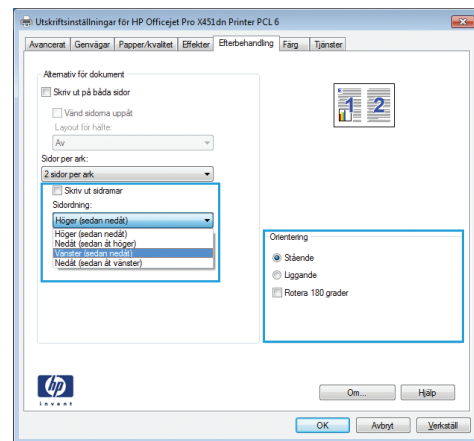 Utskriftsinställningar för HP Officejet Pro X451dn Printer PCL 6
Avancerat Genvägar Papper/kvalitet Effekter Efterbehandling Färg Tjänster
Alternativ för dokument
Skriv ut på båda sidor
Vänd sidorna uppåt
Layout för häfte:
Av
Sidor per ark:
2 sidor per ark
Skriv ut sidramar
Sidordning:
Höger (sedan nedåt)
Höger (sedan nedåt)
Nedåt (sedan åt höger)
Vänster (sedan nedåt)
Nedåt (sedan åt vänster)
1 2
Orientering
Stående
Liggande
Rotera 180 grader
hp
invent
Om... Hjälp
OK Avbryt Verkställ